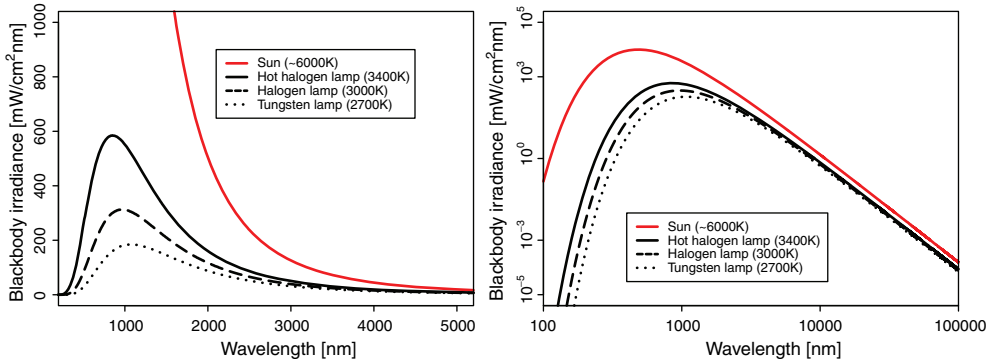 Blackbody irradiance [mW/cm²nm]
1000
800
600
400
200
0
Sun (~6000K)
Hot halogen lamp (3400K)
Halogen lamp (3000K)
Tungsten lamp (2700K)
1000
2000
3000
4000
5000
Wavelength [nm]
Blackbody irradiance [mW/cm²nm]
10⁵
10³
10⁰
10⁻³
10⁻⁵
Sun (~6000K)
Hot halogen lamp (3400K)
Halogen lamp (3000K)
Tungsten lamp (2700K)
100
1000
10000
100000
Wavelength [nm]